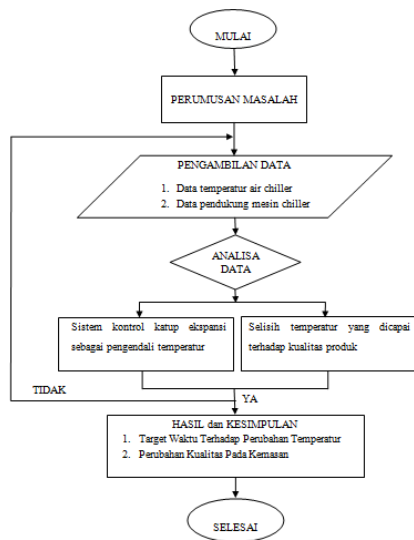 MULAI
PERUMUSAN MASALAH
PENGAMBILAN DATA
1. Data temperatur air chiller
2. Data pendukung mesin chiller
ANALISA
DATA
Sistem kontrol katup ekspansi
sebagai pengendali temperatur
Selisih temperatur yang dicapai
terhadap kualitas produk
TIDAK
YA
HASIL dan KESIMPULAN
1. Target Waktu Terhadap Perubahan Temperatur
2. Perubahan Kualitas Pada Kemasan
SELESAI